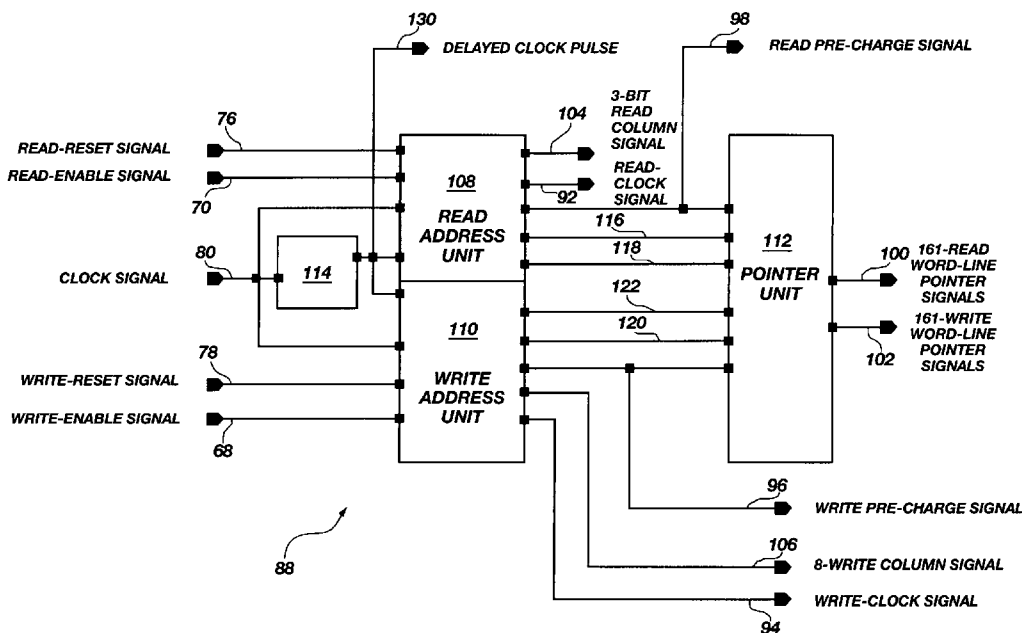 130
DELAYED CLOCK PULSE
98
READ PRE-CHARGE SIGNAL
3-BIT
READ
COLUMN
SIGNAL
104
76
READ-RESET SIGNAL
READ-ENABLE SIGNAL
70
READ-
CLOCK
SIGNAL
92
108
READ
ADDRESS
UNIT
116
118
112
POINTER
UNIT
80
CLOCK SIGNAL
114
100
161-READ
WORD-LINE
POINTER
SIGNALS
122
120
161-WRITE
WORD-LINE
POINTER
SIGNALS
102
110
WRITE
ADDRESS
UNIT
78
WRITE-RESET SIGNAL
WRITE-ENABLE SIGNAL
68
96
WRITE PRE-CHARGE SIGNAL
88
106
8-WRITE COLUMN SIGNAL
WRITE-CLOCK SIGNAL
94